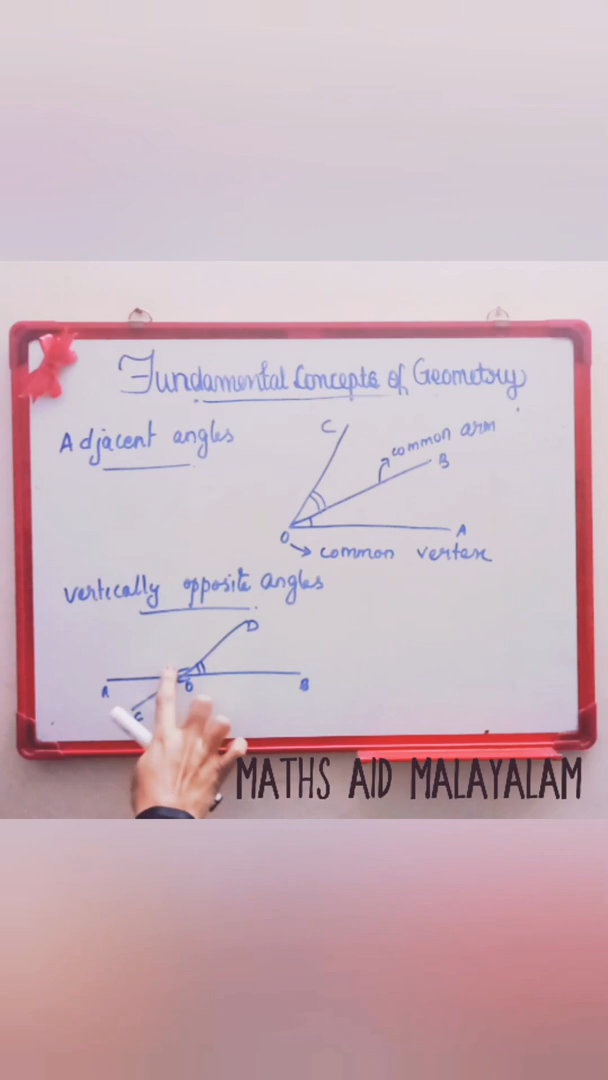 Fundamental Concepts of Geometry
Adjacent angles
C
common arm
B
O
A
common vertex
vertically opposite angles
D
A
O
B
C
MATHS AID MALAYALAM